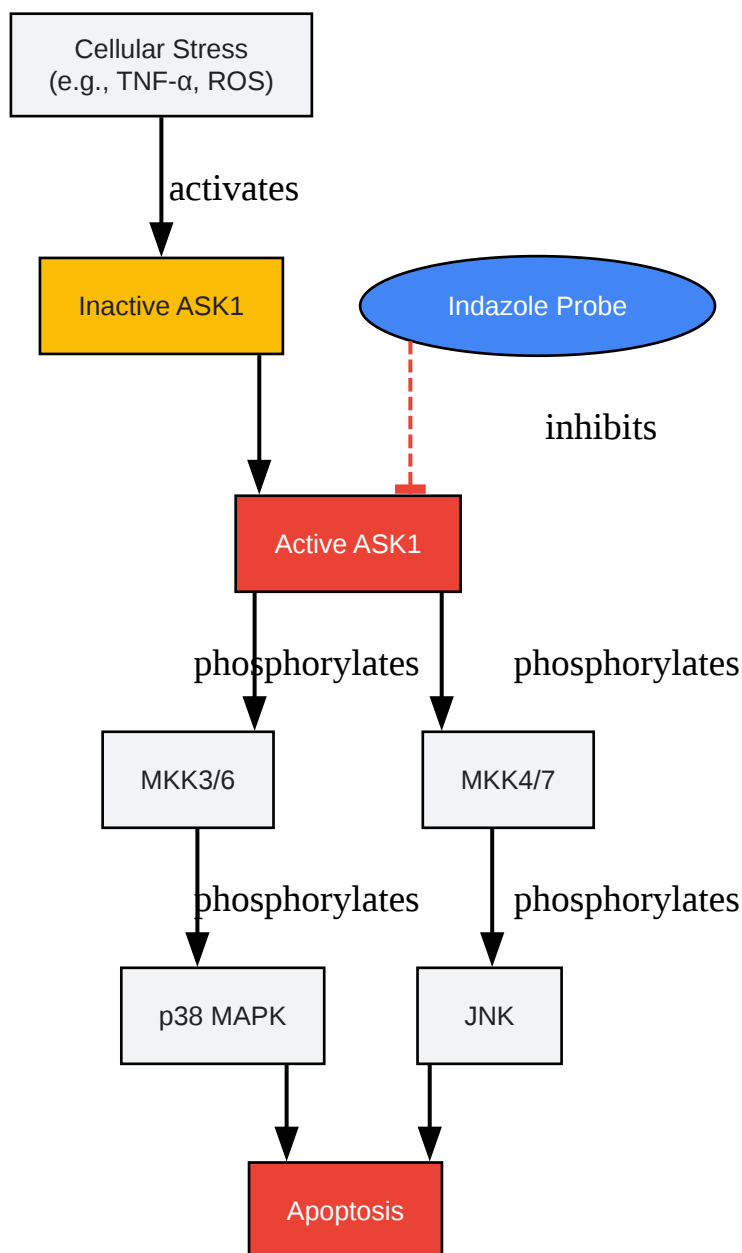 Cellular Stress
(e.g., TNF-α, ROS)
activates
Inactive ASK1
Indazole Probe
inhibits
Active ASK1
phosphorylates
phosphorylates
MKK3/6
MKK4/7
phosphorylates
phosphorylates
p38 MAPK
JNK
Apoptosis